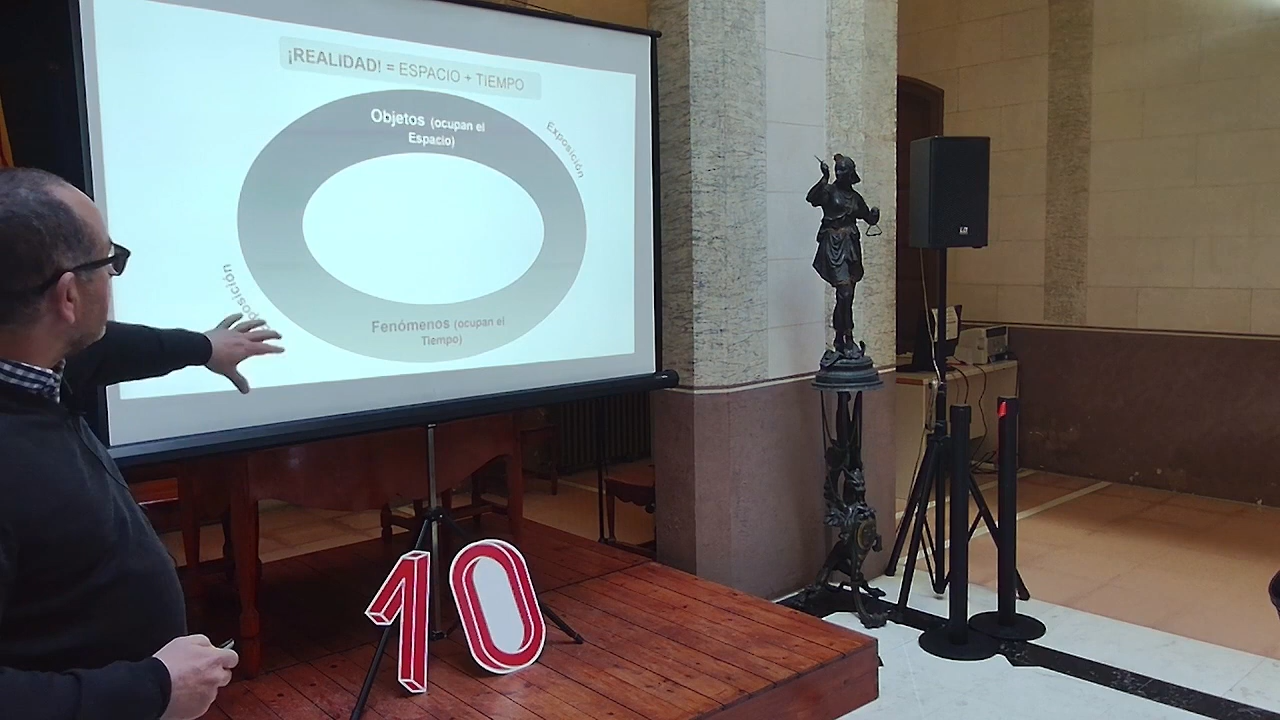 ¡REALIDAD! = ESPACIO + TIEMPO
Objetos (ocupan el
Espacio)
Exposición
Fenómenos (ocupan el
Tiempo)
10